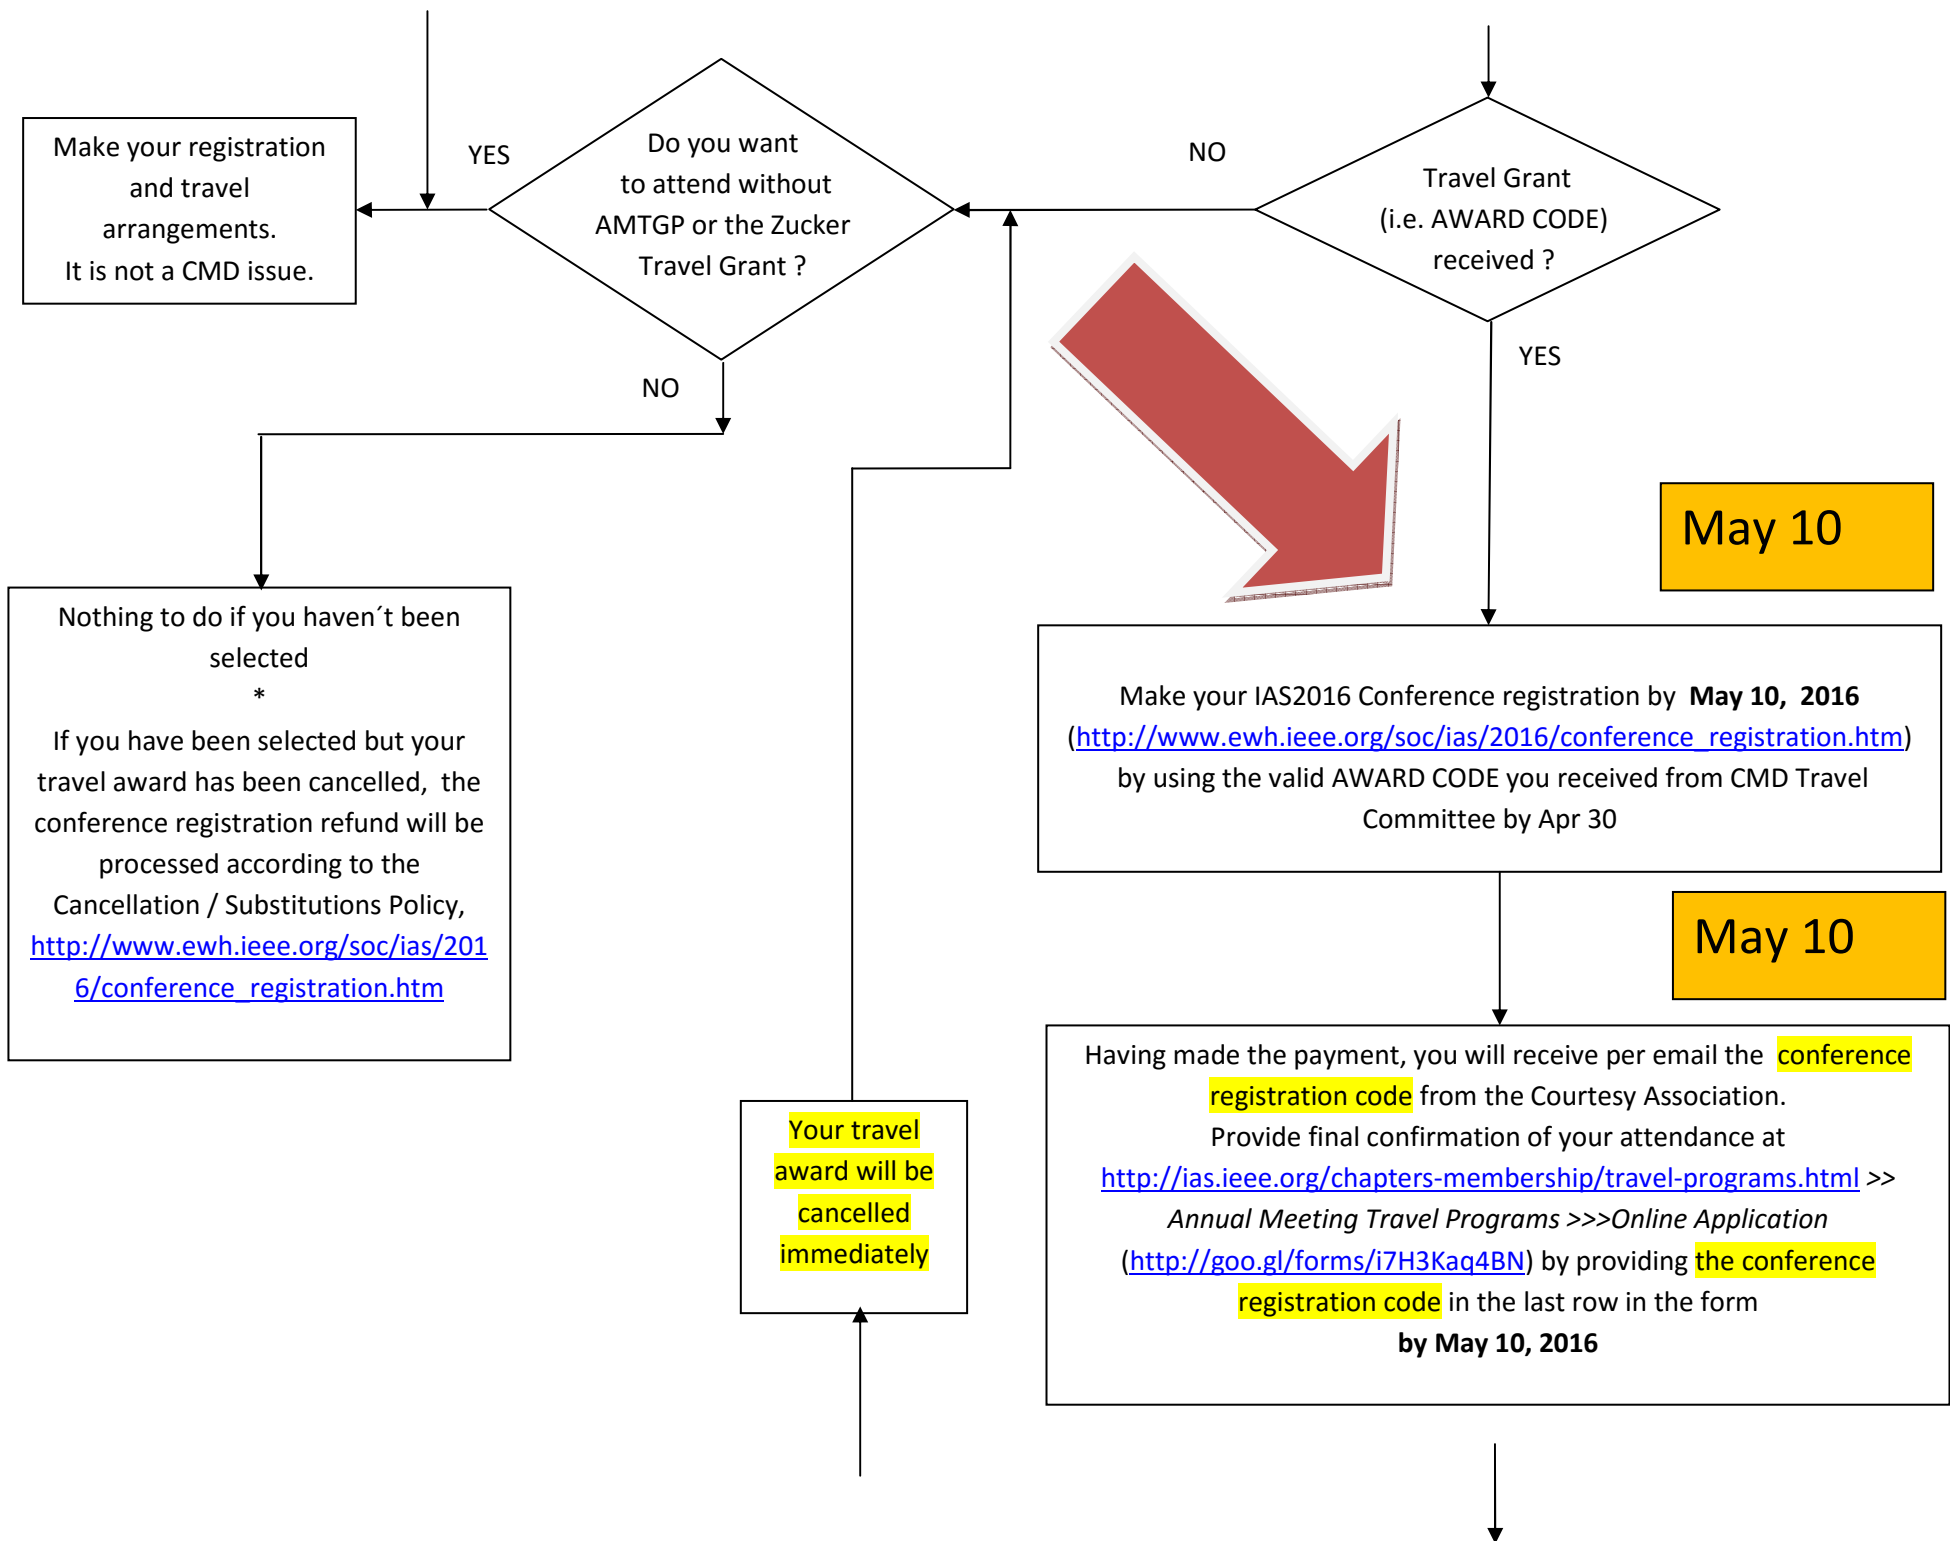 Make your registration
and travel
arrangements.
It is not a CMD issue.
YES
Do you want
to attend without
AMTGP or the Zucker
Travel Grant ?
NO
NO
Travel Grant
(i.e. AWARD CODE)
received ?
YES
May 10
Nothing to do if you haven´t been
selected
*
If you have been selected but your
travel award has been cancelled, the
conference registration refund will be
processed according to the
Cancellation / Substitutions Policy,
http://www.ewh.ieee.org/soc/ias/201
6/conference_registration.htm
Make your IAS2016 Conference registration by May 10, 2016
(http://www.ewh.ieee.org/soc/ias/2016/conference_registration.htm)
by using the valid AWARD CODE you received from CMD Travel
Committee by Apr 30
May 10
Your travel
award will be
cancelled
immediately
Having made the payment, you will receive per email the conference
registration code from the Courtesy Association.
Provide final confirmation of your attendance at
http://ias.ieee.org/chapters-membership/travel-programs.html >>
Annual Meeting Travel Programs >>>Online Application
(http://goo.gl/forms/i7H3Kaq4BN) by providing the conference
registration code in the last row in the form
by May 10, 2016